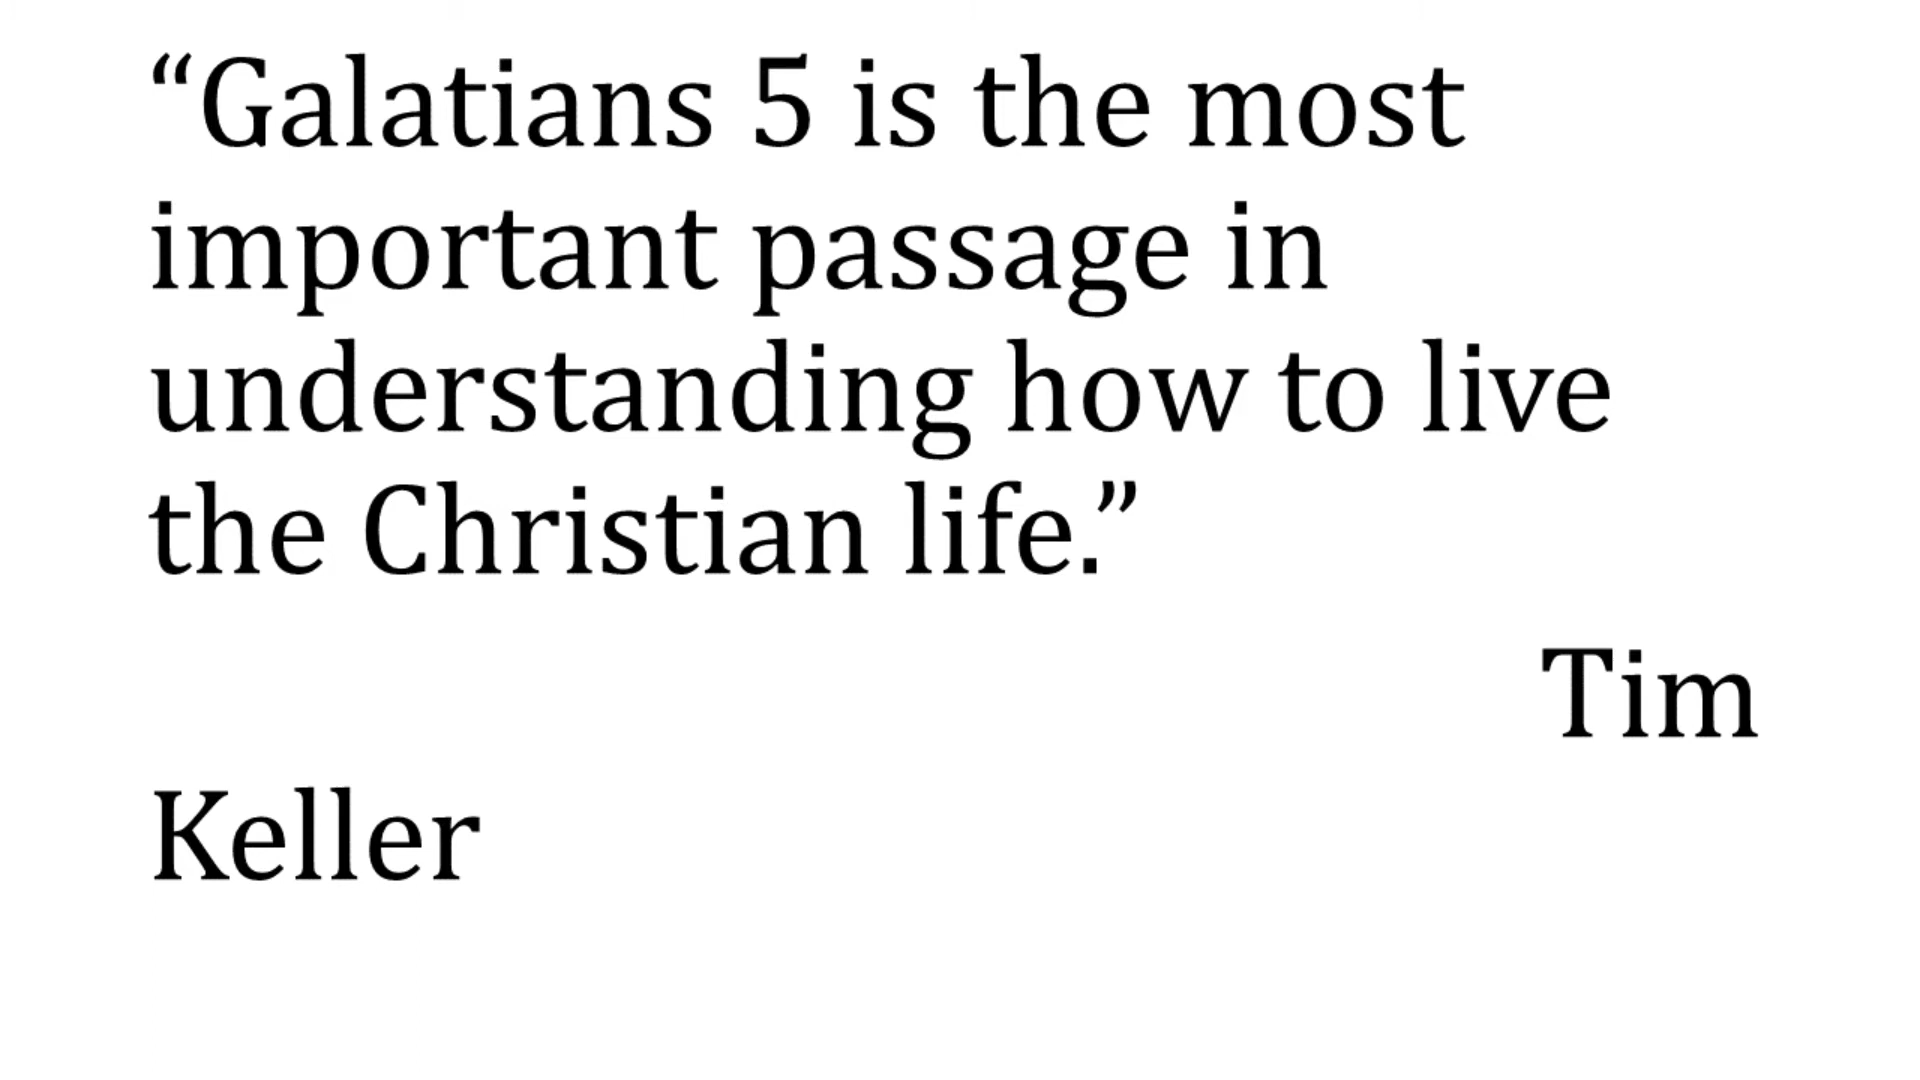 “Galatians 5 is the most
important passage in
understanding how to live
the Christian life.”
Tim
Keller